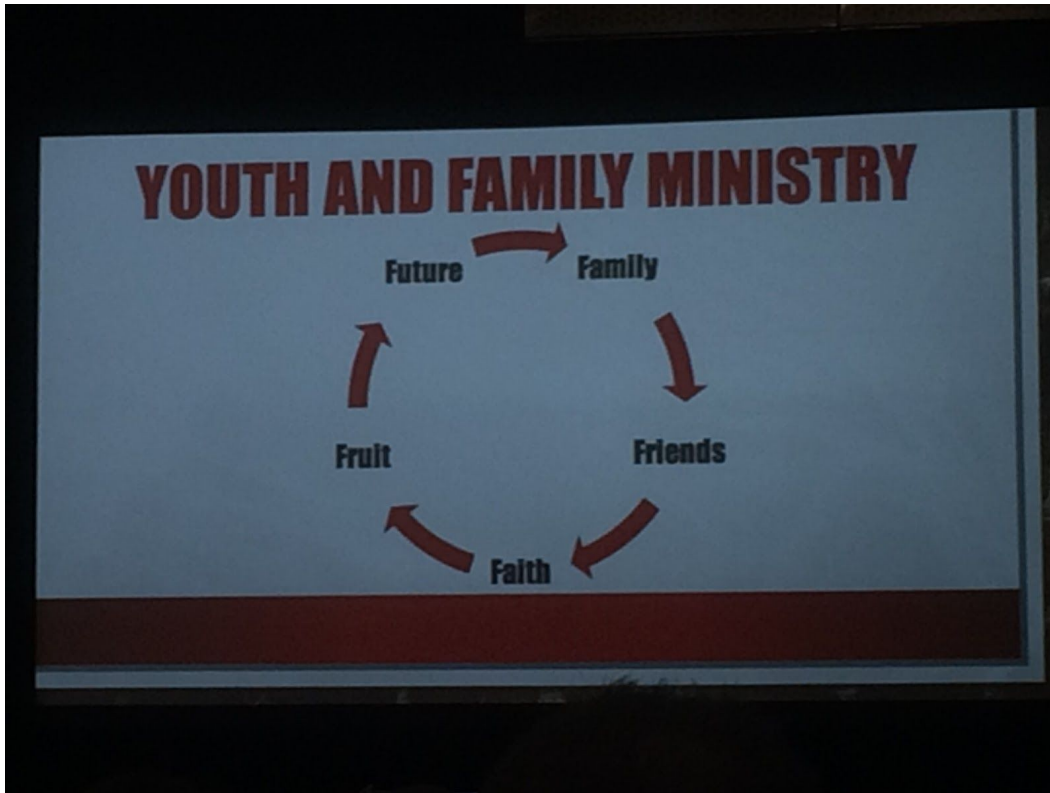 YOUTH AND FAMILY MINISTRY
Future
Family
Fruit
Friends
Faith